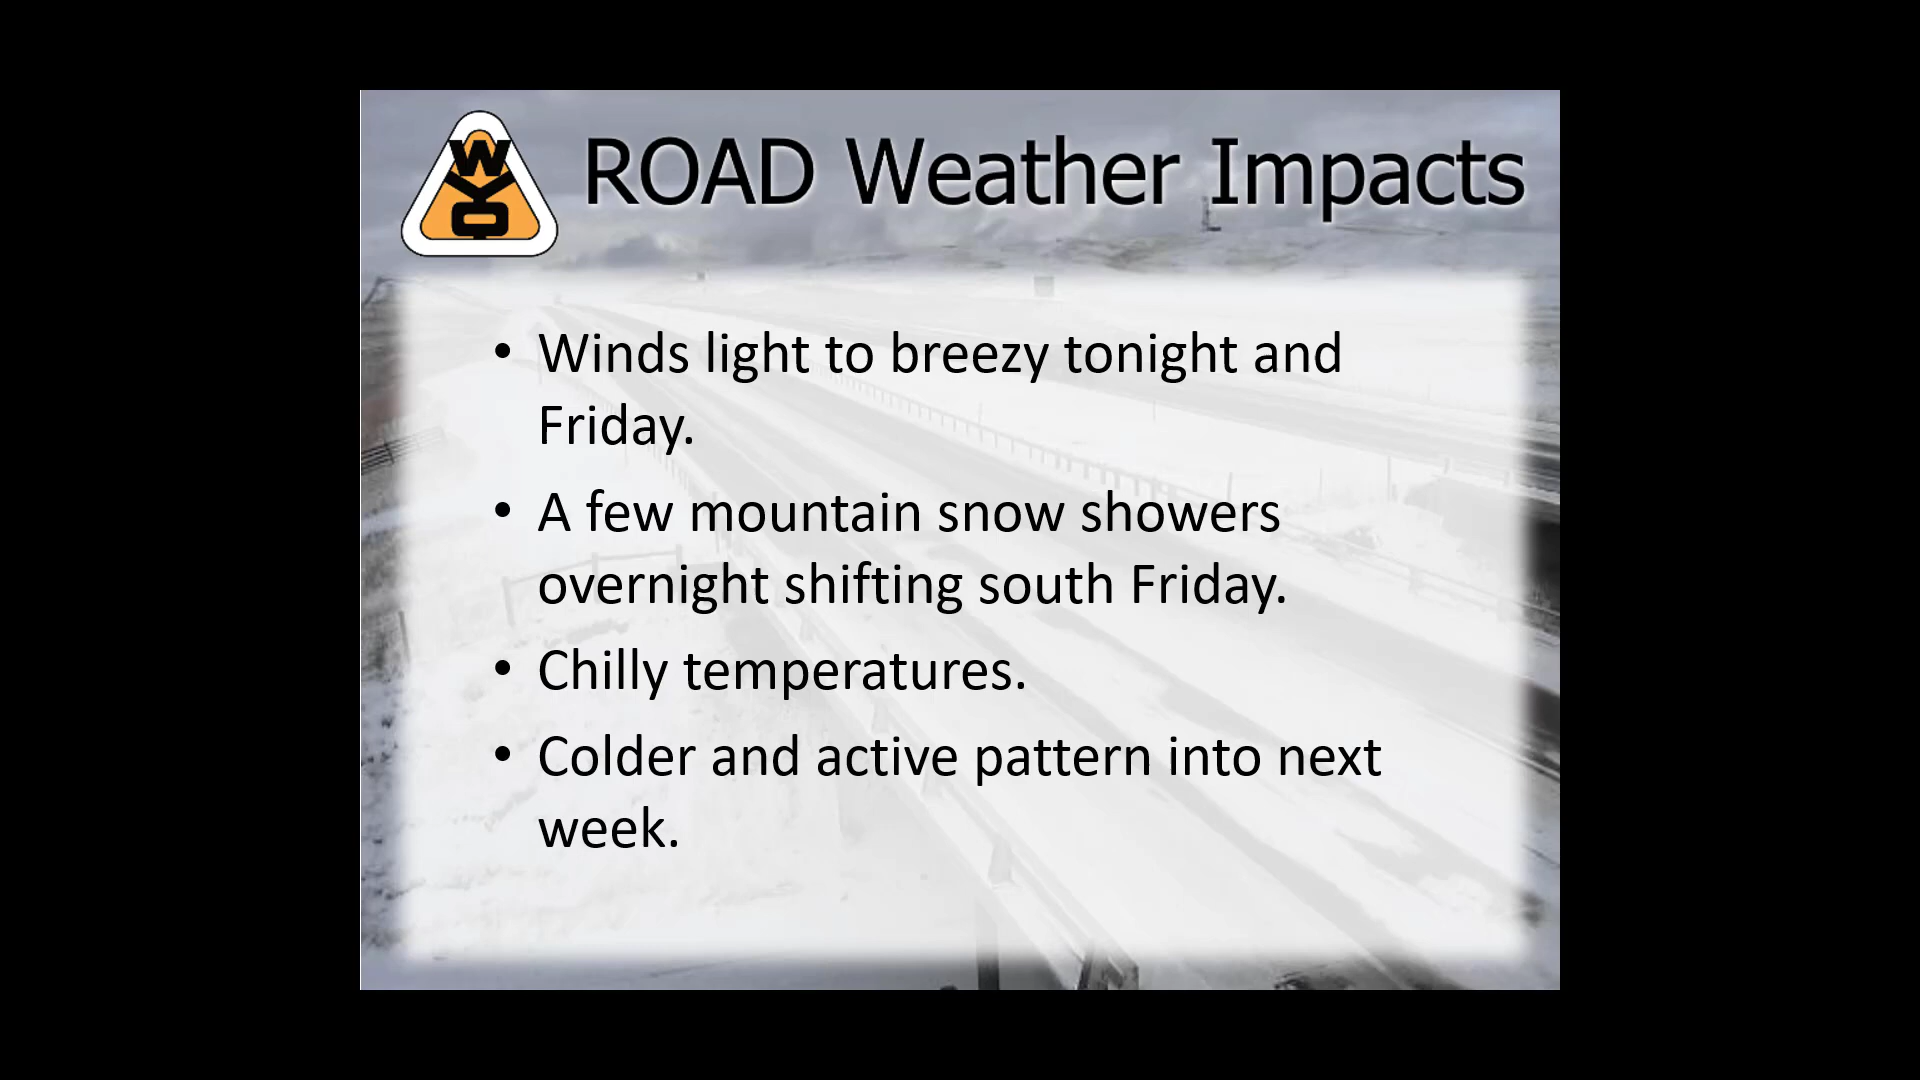 WYO
ROAD Weather Impacts
• Winds light to breezy tonight and
Friday.
• A few mountain snow showers
overnight shifting south Friday.
• Chilly temperatures.
• Colder and active pattern into next
week.